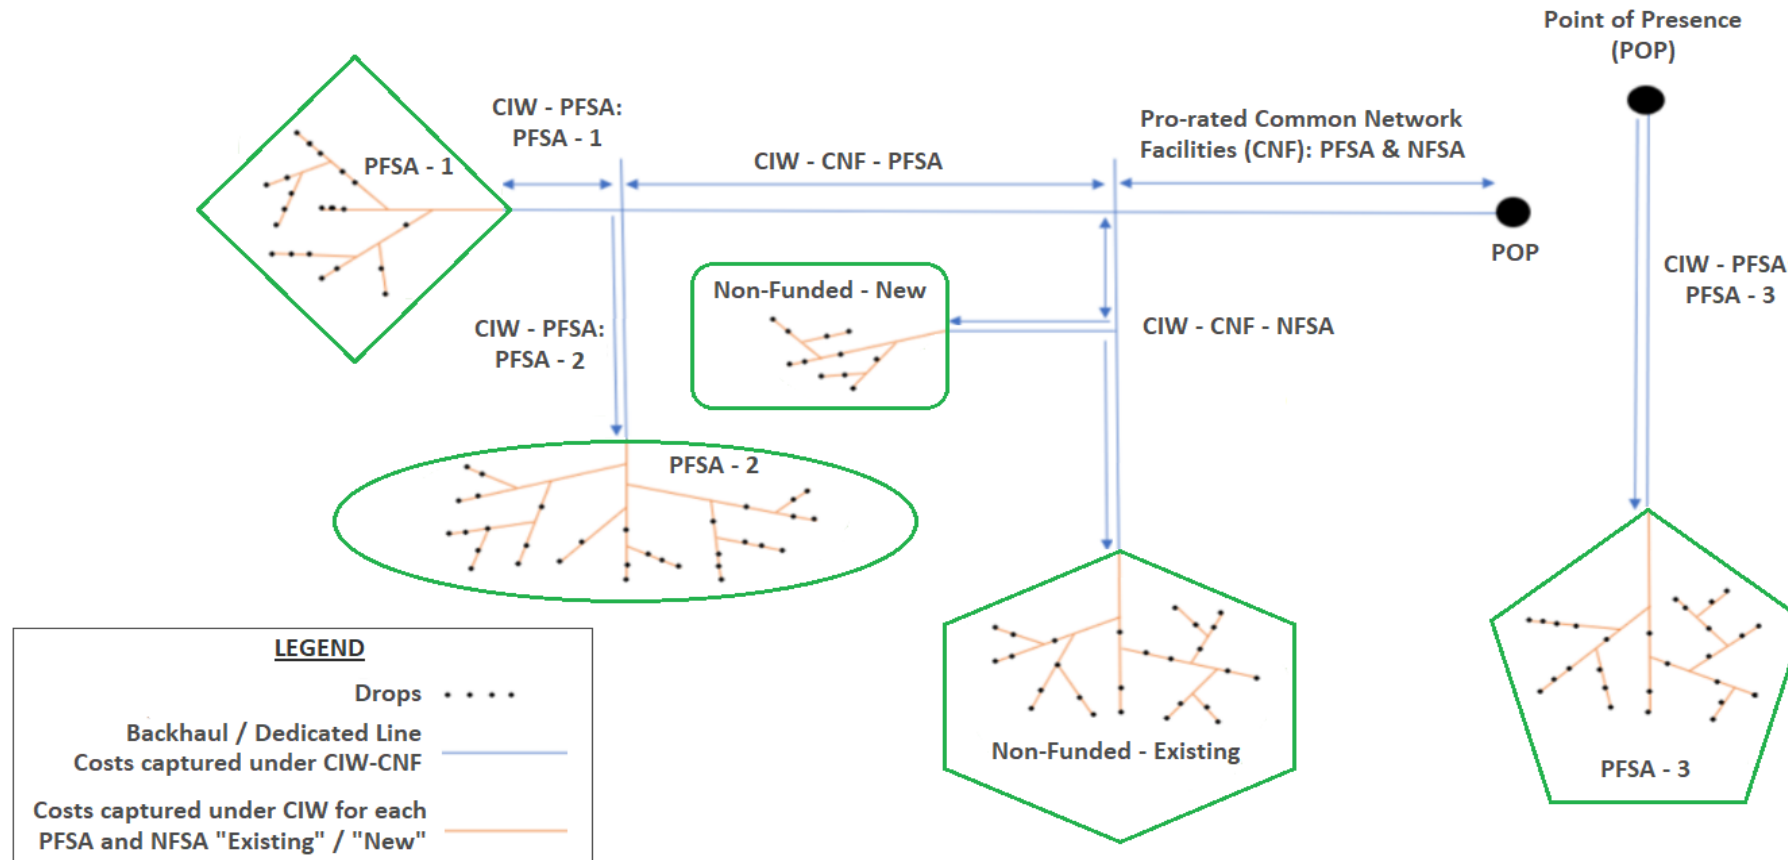 Point of Presence
(POP)
CIW - PFSA:
PFSA - 1
PFSA - 1
CIW - CNF - PFSA
Pro-rated Common Network
Facilities (CNF): PFSA & NFSA
POP
CIW - PFSA
PFSA - 3
Non-Funded - New
CIW - PFSA:
PFSA - 2
CIW - CNF - NFSA
PFSA - 2
Non-Funded - Existing
PFSA - 3
LEGEND
Drops
Backhaul / Dedicated Line
Costs captured under CIW-CNF
Costs captured under CIW for each
PFSA and NFSA "Existing" / "New"